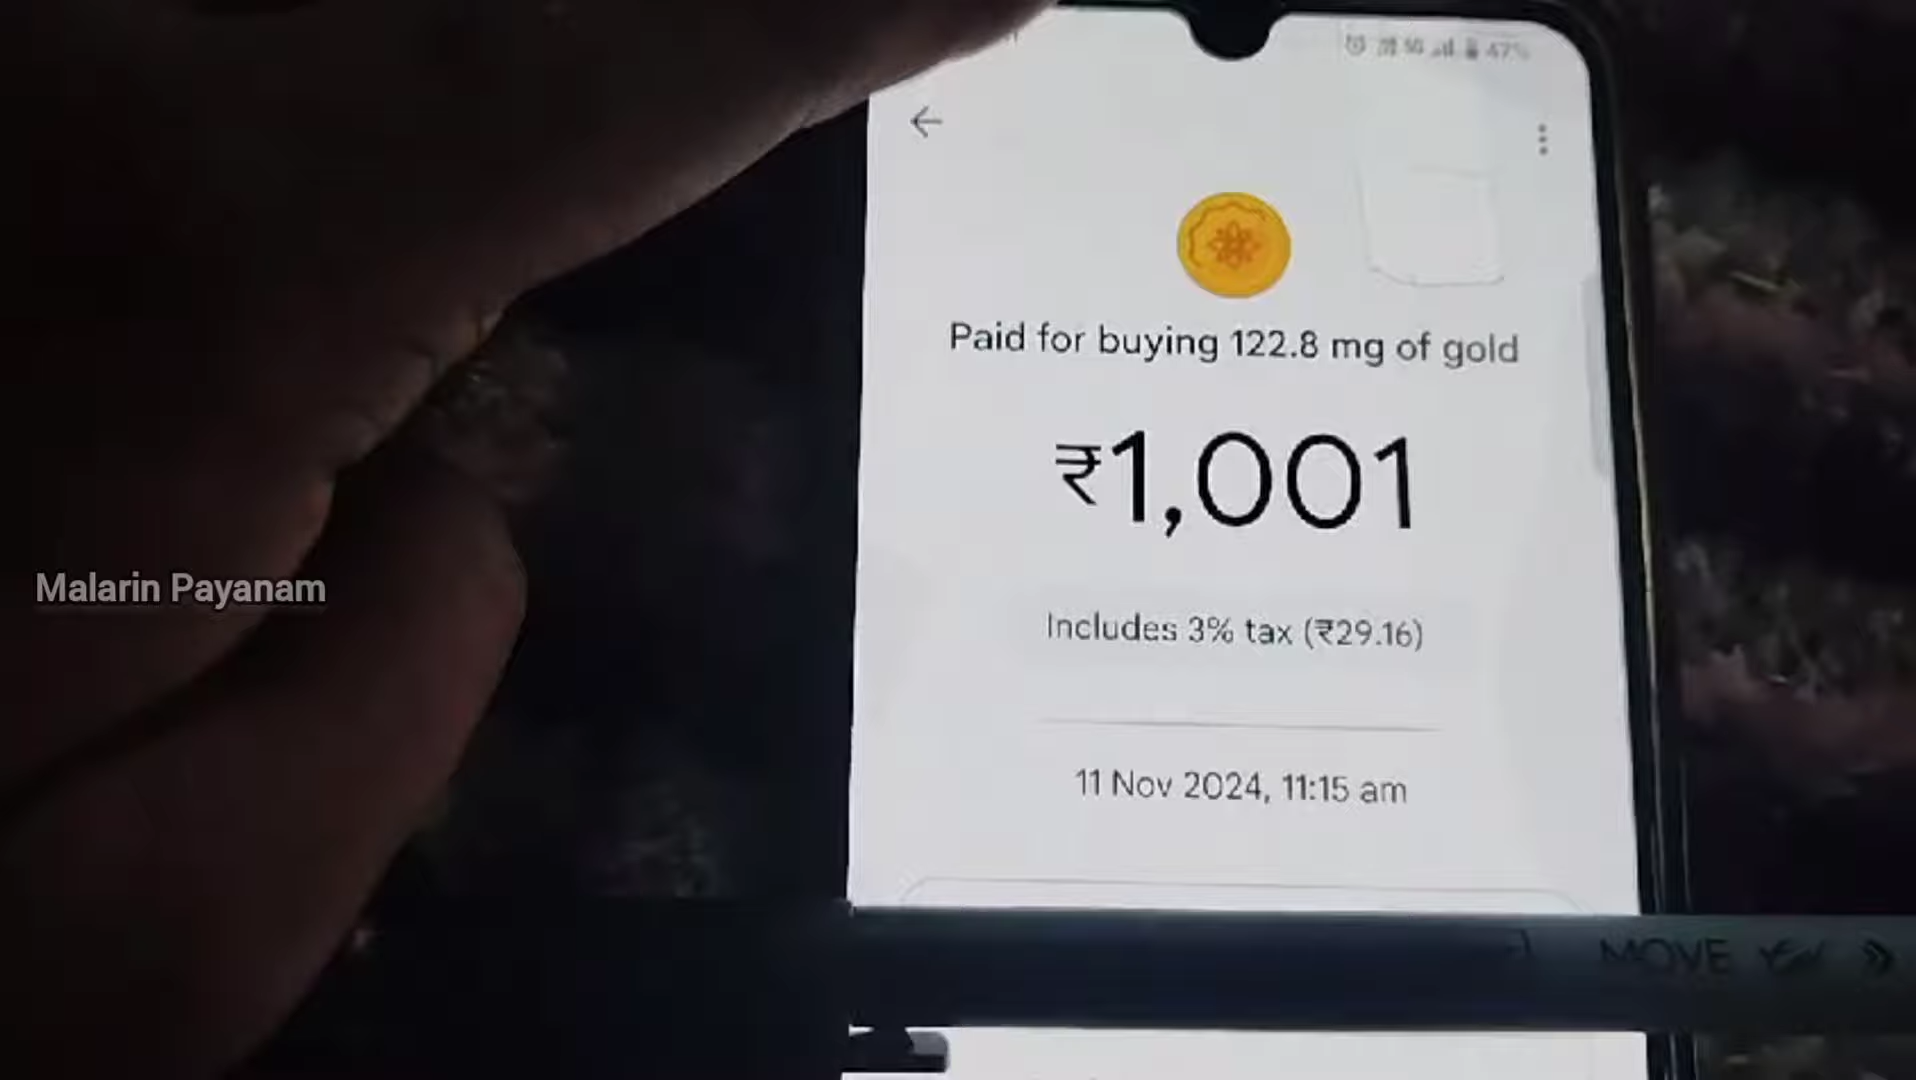 47%
Paid for buying 122.8 mg of gold
₹1,001
Includes 3% tax (₹29.16)
Malarin Payanam
11 Nov 2024, 11:15 am
MOVE